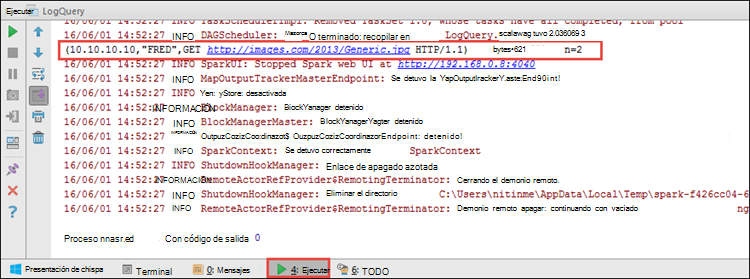 Ejecutar LogQuery
16/06/01 14:52:27 INFO TaskSchedulerImpl: Removed TaskSet 1.0, whose tasks have all completed, from pool
16/06/01 14:52:27 INFO DAGScheduler: Mazorca O terminado: recopilar en LogQuery. scalawag tuvo 2.036069 3
(10.10.10.10,"FRED",GET http://images.com/2013/Generic.jpg HTTP/1.1) bytes=621 n=2
16/06/01 14:52:27 INFO SparkUI: Stopped Spark web UI at http://192.168.0.8:4040
16/06/01 14:52:27 INFO MapOutputTrackerMasterEndpoint: Se detuvo la YapOutputIrackerY.aste:End90int!
16/06/01 14:52:27 INFO Yen: yStore: desactivada
16/06/01 14:52:27 INFORMACIÓN BlockManager: BlockYanager detenido
16/06/01 14:52:27 INFO BlockManagerMaster: BlockManagerYagter detenido
16/06/01 14:52:27 INFORMACIÓN OutpuzCozizCoo:dinazot$ OuzpuzCozizCoordinazorEndpoint: detenido!
16/06/01 14:52:27 INFO SparkContext: Se detuvo correctamente SparkContext
16/06/01 14:52:27 INFO ShutdownHookManager: Enlace de apagado azotada
16/06/01 14:52:27 INFORMACIÓN RemoteActorRefProvider$RemotingTerminator: Cerrando el demonio remoto.
16/06/01 14:52:27 INFO ShutdownHookManager: Eliminar el directorio C:\Users\nitinme\AppData\Local\Temp\spark-f426cc04-6
16/06/01 14:52:27 INFO RemoteActorRefProvider$RemotingTerminator: Demonio remoto apagar: continuando con vaciado ng
Proceso nnasr.ed Con código de salida 0
Presentación de chispa Terminal 0: Mensajes 4: Ejecutar 6: TODO